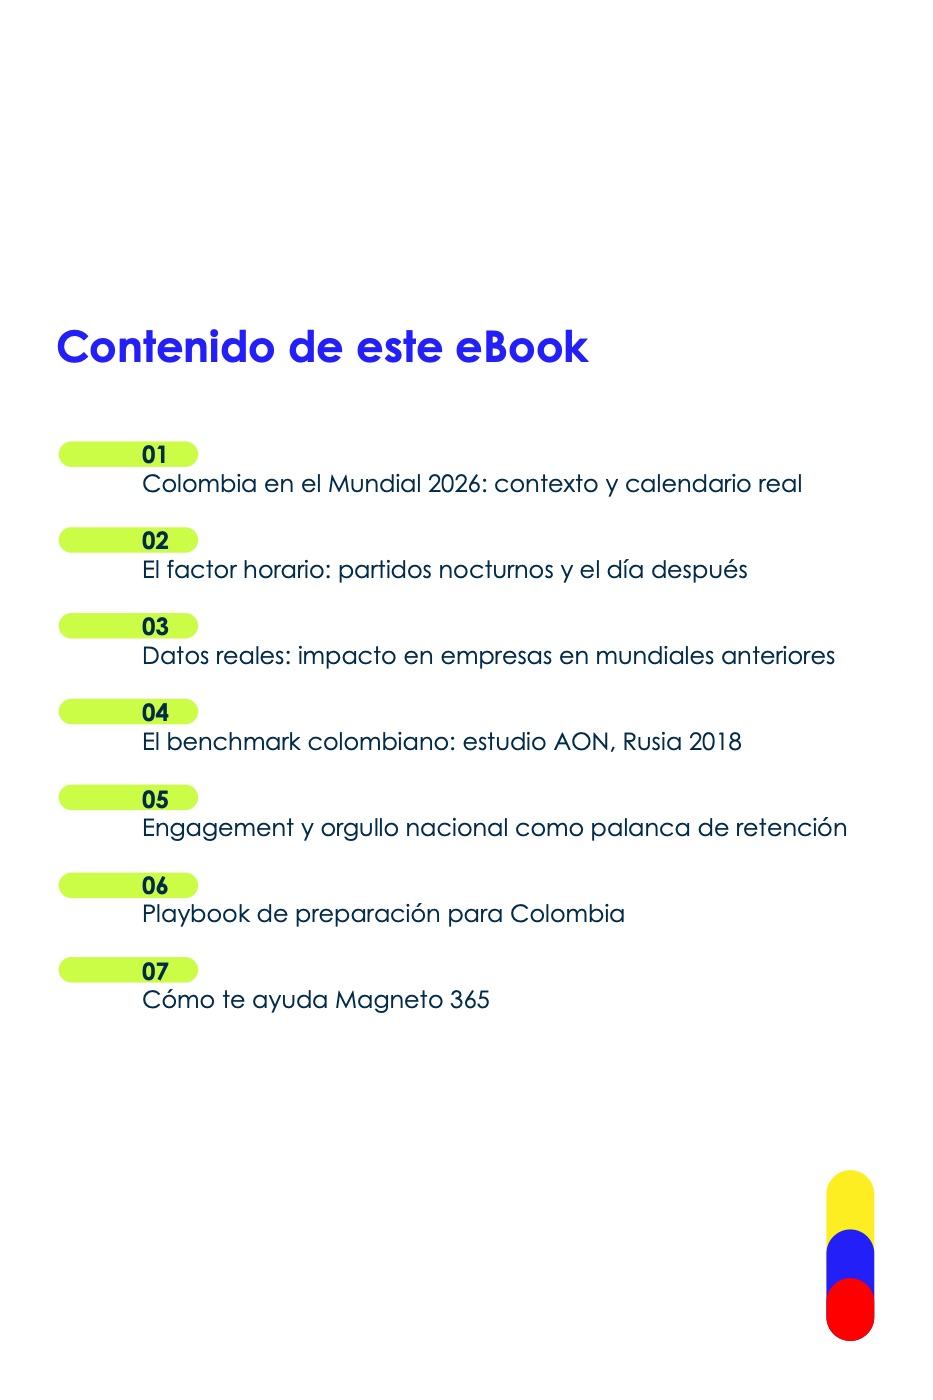 Contenido de este eBook
01
Colombia en el Mundial 2026: contexto y calendario real
02
El factor horario: partidos nocturnos y el día después
03
Datos reales: impacto en empresas en mundiales anteriores
04
El benchmark colombiano: estudio AON, Rusia 2018
05
Engagement y orgullo nacional como palanca de retención
06
Playbook de preparación para Colombia
07
Cómo te ayuda Magneto 365